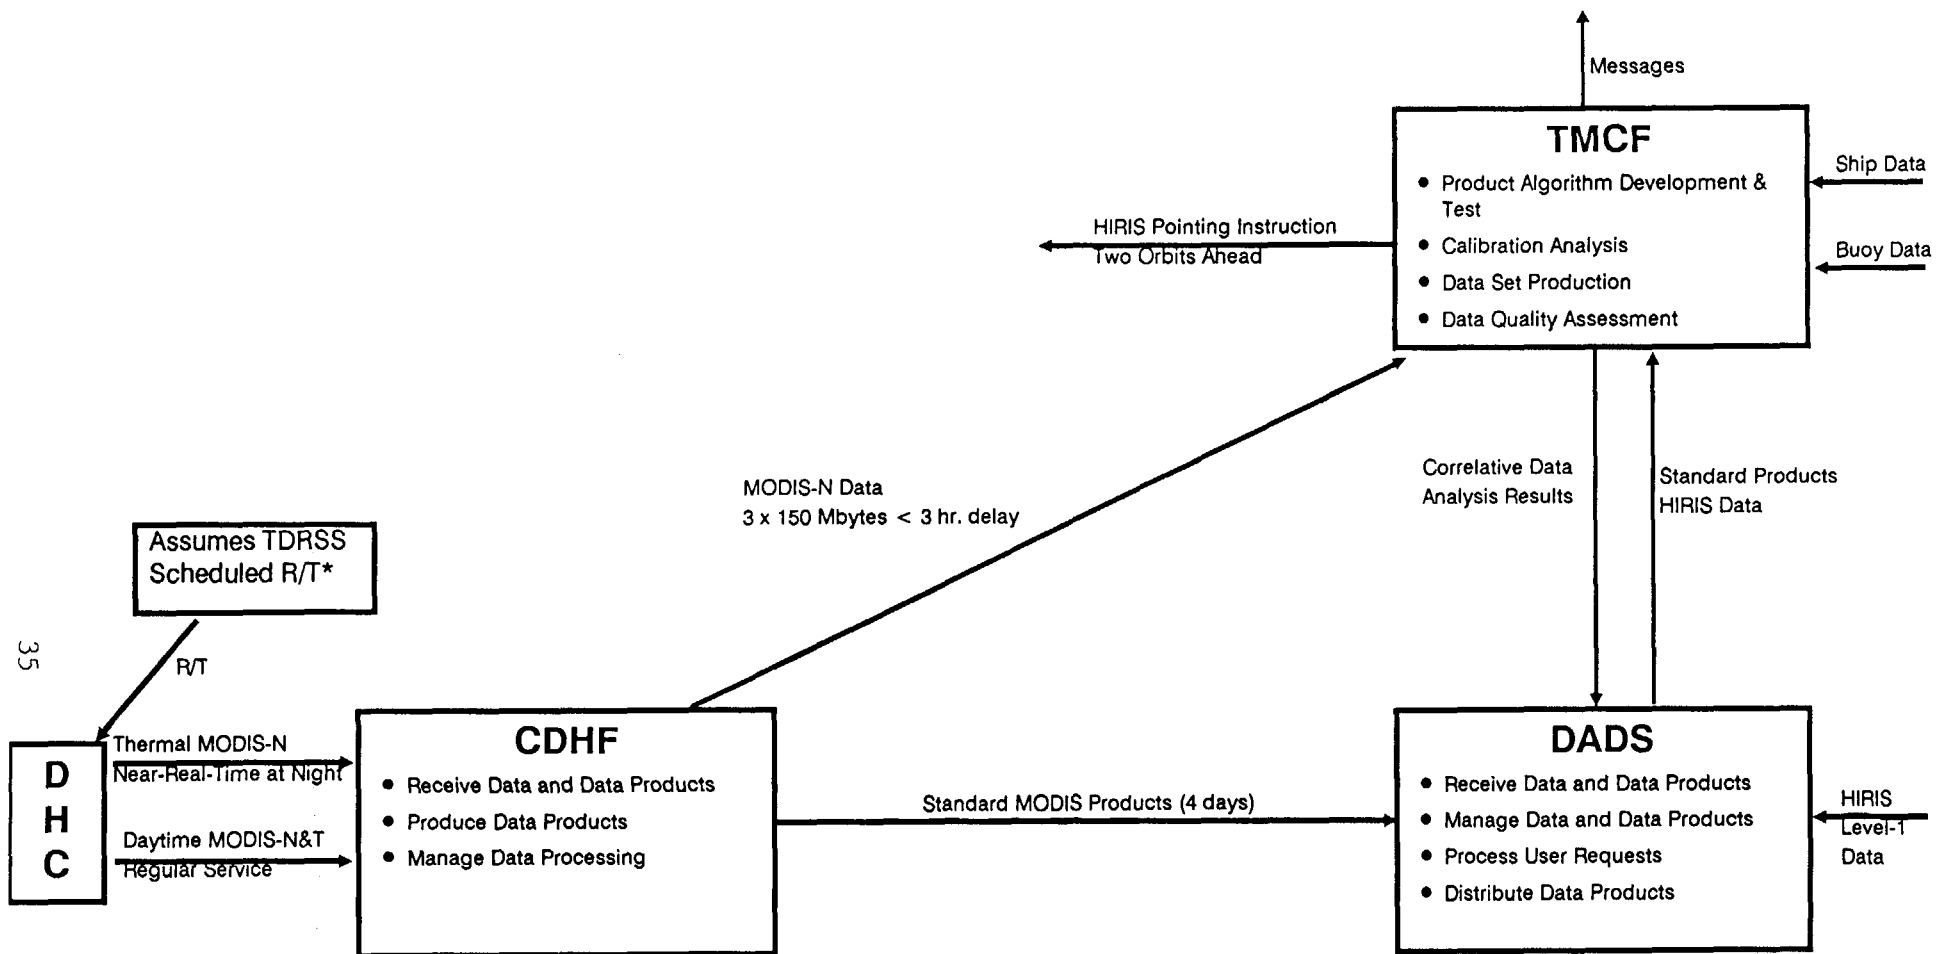 Messages
TMCF
• Product Algorithm Development &
Test
• Calibration Analysis
• Data Set Production
• Data Quality Assessment
Ship Data
Buoy Data
HIRIS Pointing Instruction
Two Orbits Ahead
MODIS-N Data
3 x 150 Mbytes < 3 hr. delay
Correlative Data
Analysis Results
Standard Products
HIRIS Data
Assumes TDRSS
Scheduled R/T*
R/T
35
D
H
C
Thermal MODIS-N
Near-Real-Time at Night
Daytime MODIS-N&T
Regular Service
CDHF
• Receive Data and Data Products
• Produce Data Products
• Manage Data Processing
Standard MODIS Products (4 days)
DADS
• Receive Data and Data Products
• Manage Data and Data Products
• Process User Requests
• Distribute Data Products
HIRIS
Level-1
Data